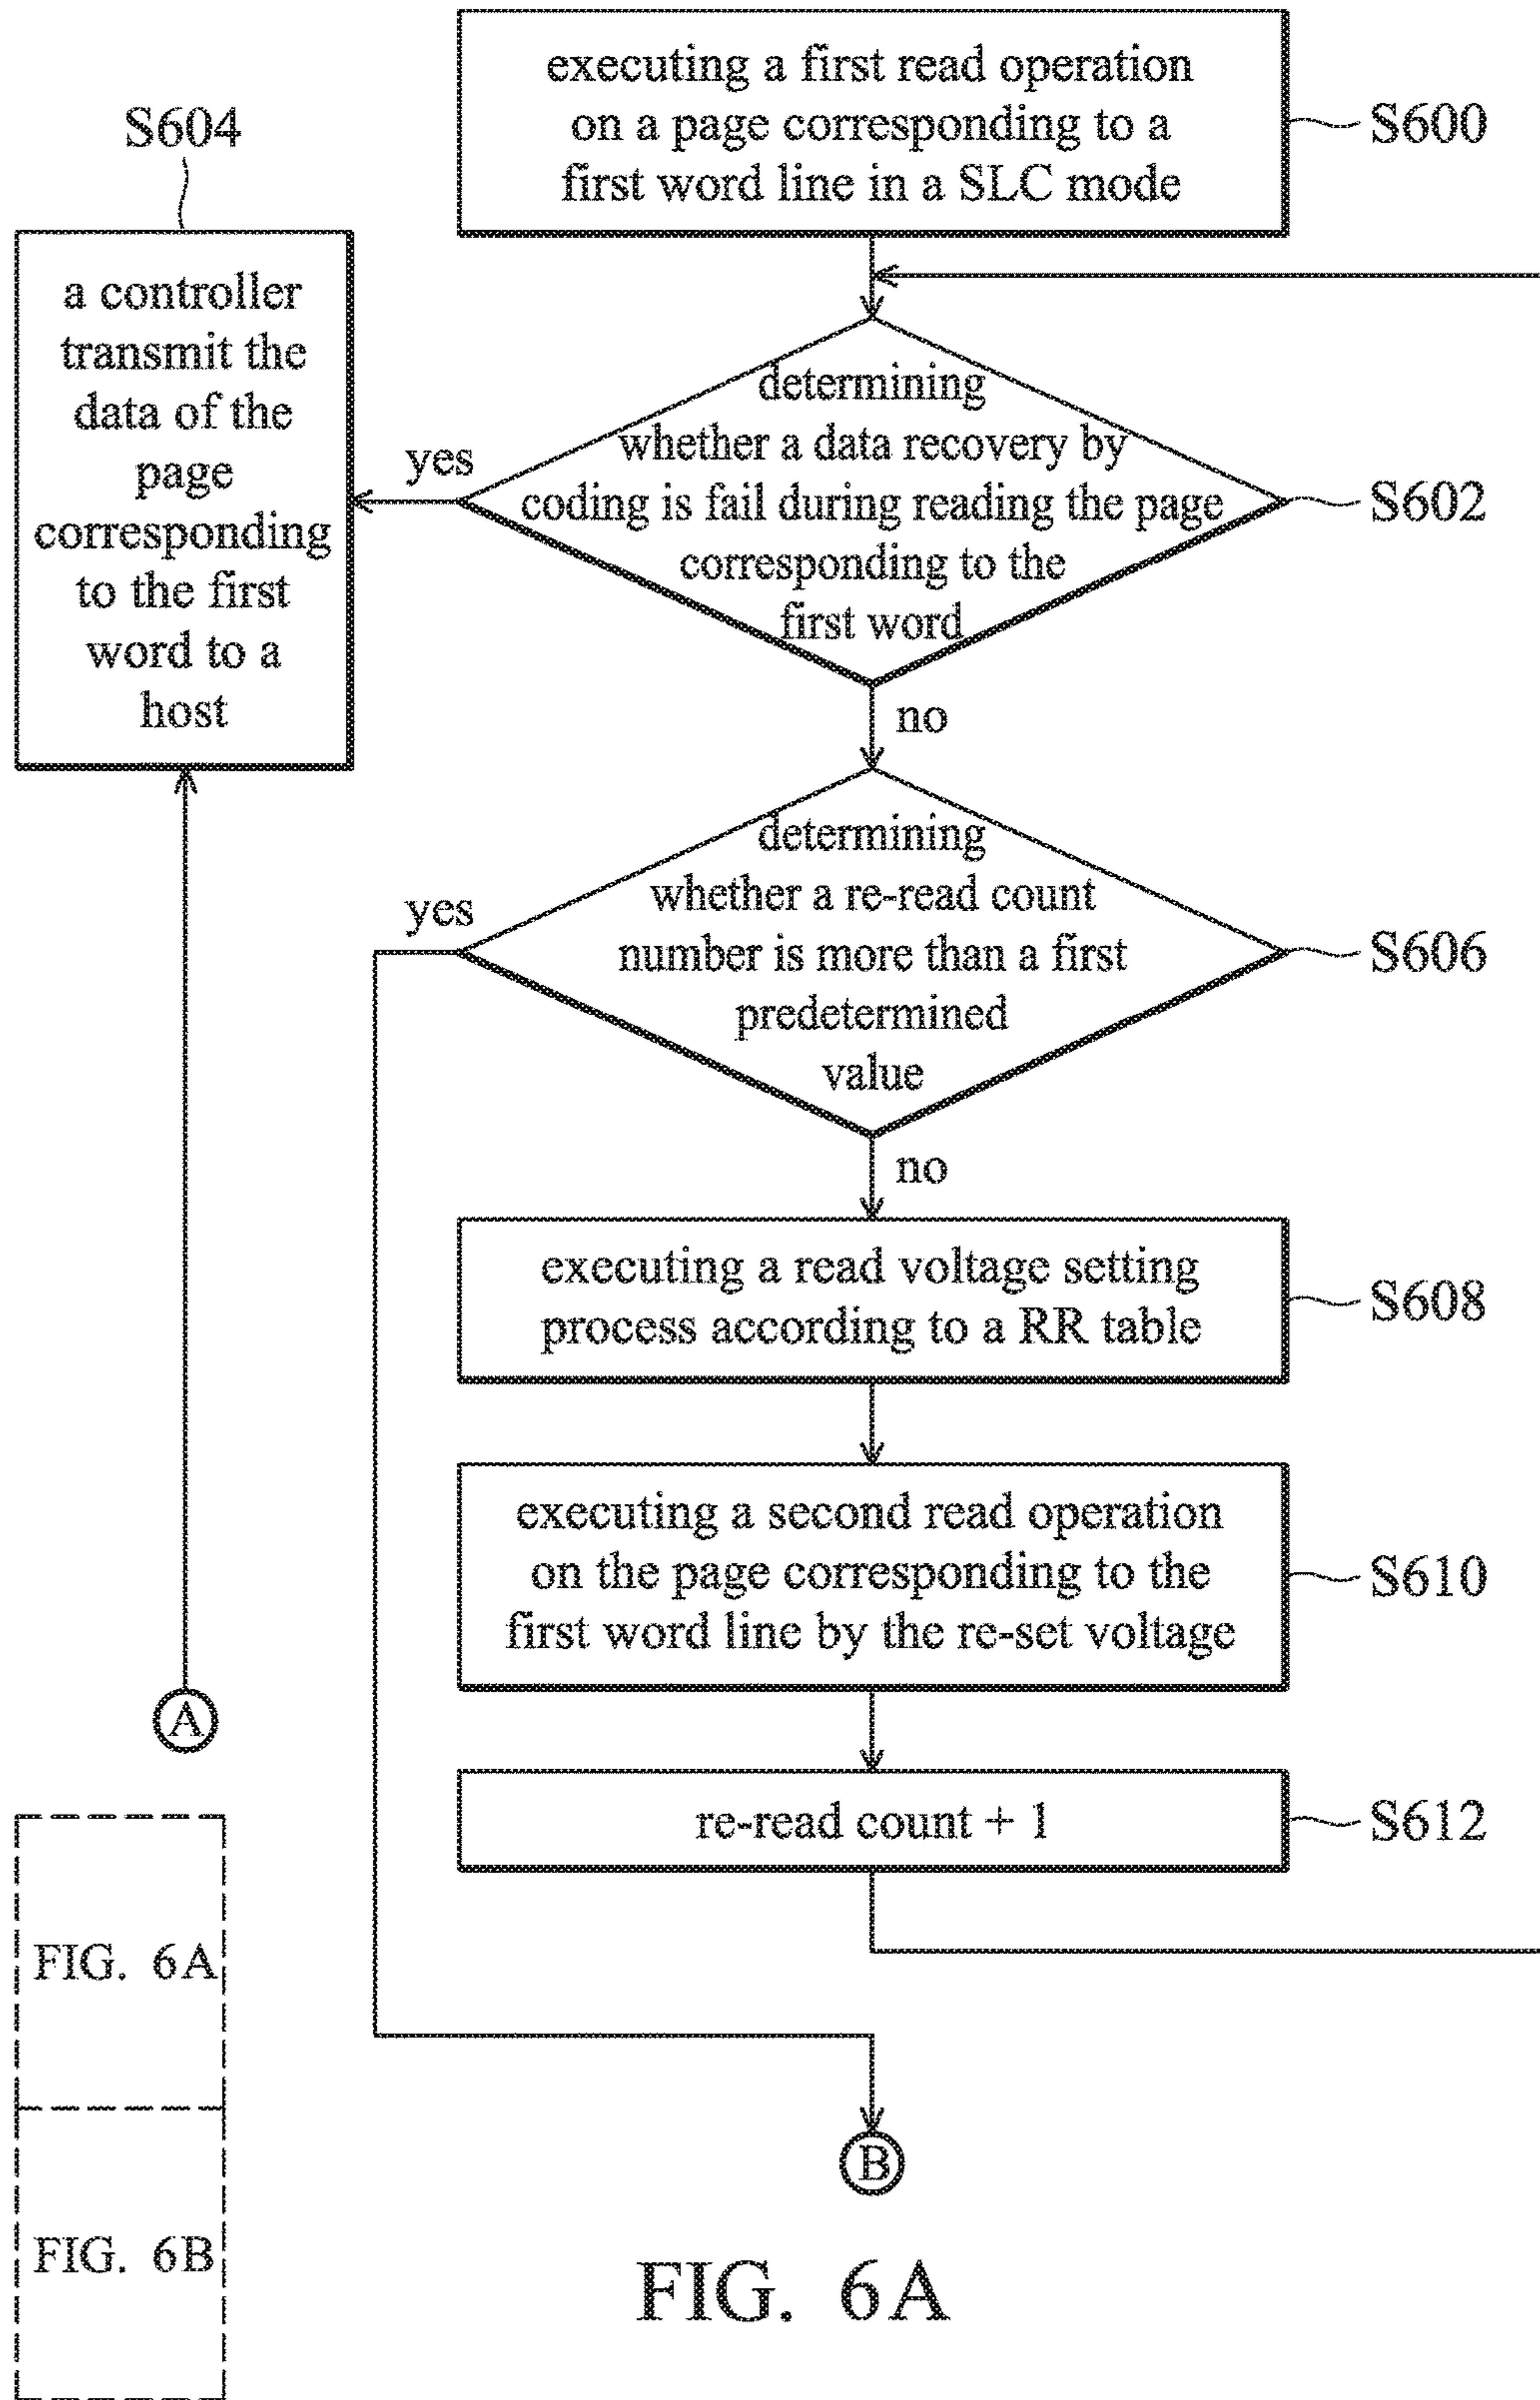 executing a first read operation
on a page corresponding to a
first word line in a SLC mode
S600
S604
a controller
transmit the
data of the
page
corresponding
to the first
word to a
host
determining
whether a data recovery by
coding is fail during reading the page
corresponding to the
first word
S602
yes
no
determining
whether a re-read count
number is more than a first
predetermined
value
S606
yes
no
executing a read voltage setting
process according to a RR table
S608
executing a second read operation
on the page corresponding to the
first word line by the re-set voltage
S610
A
re-read count + 1
S612
B
FIG. 6A
FIG. 6B
FIG. 6A